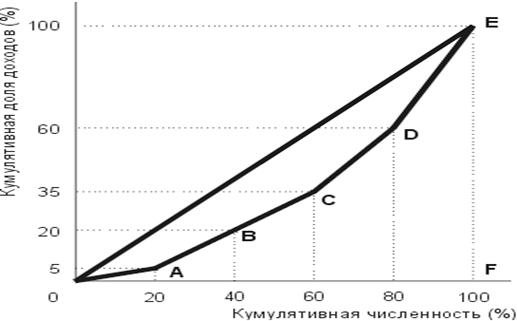 Кумулятивная доля доходов (%)
100
60
35
20
5
0
20
40
60
80
100
A
B
C
D
E
F
Кумулятивная численность (%)